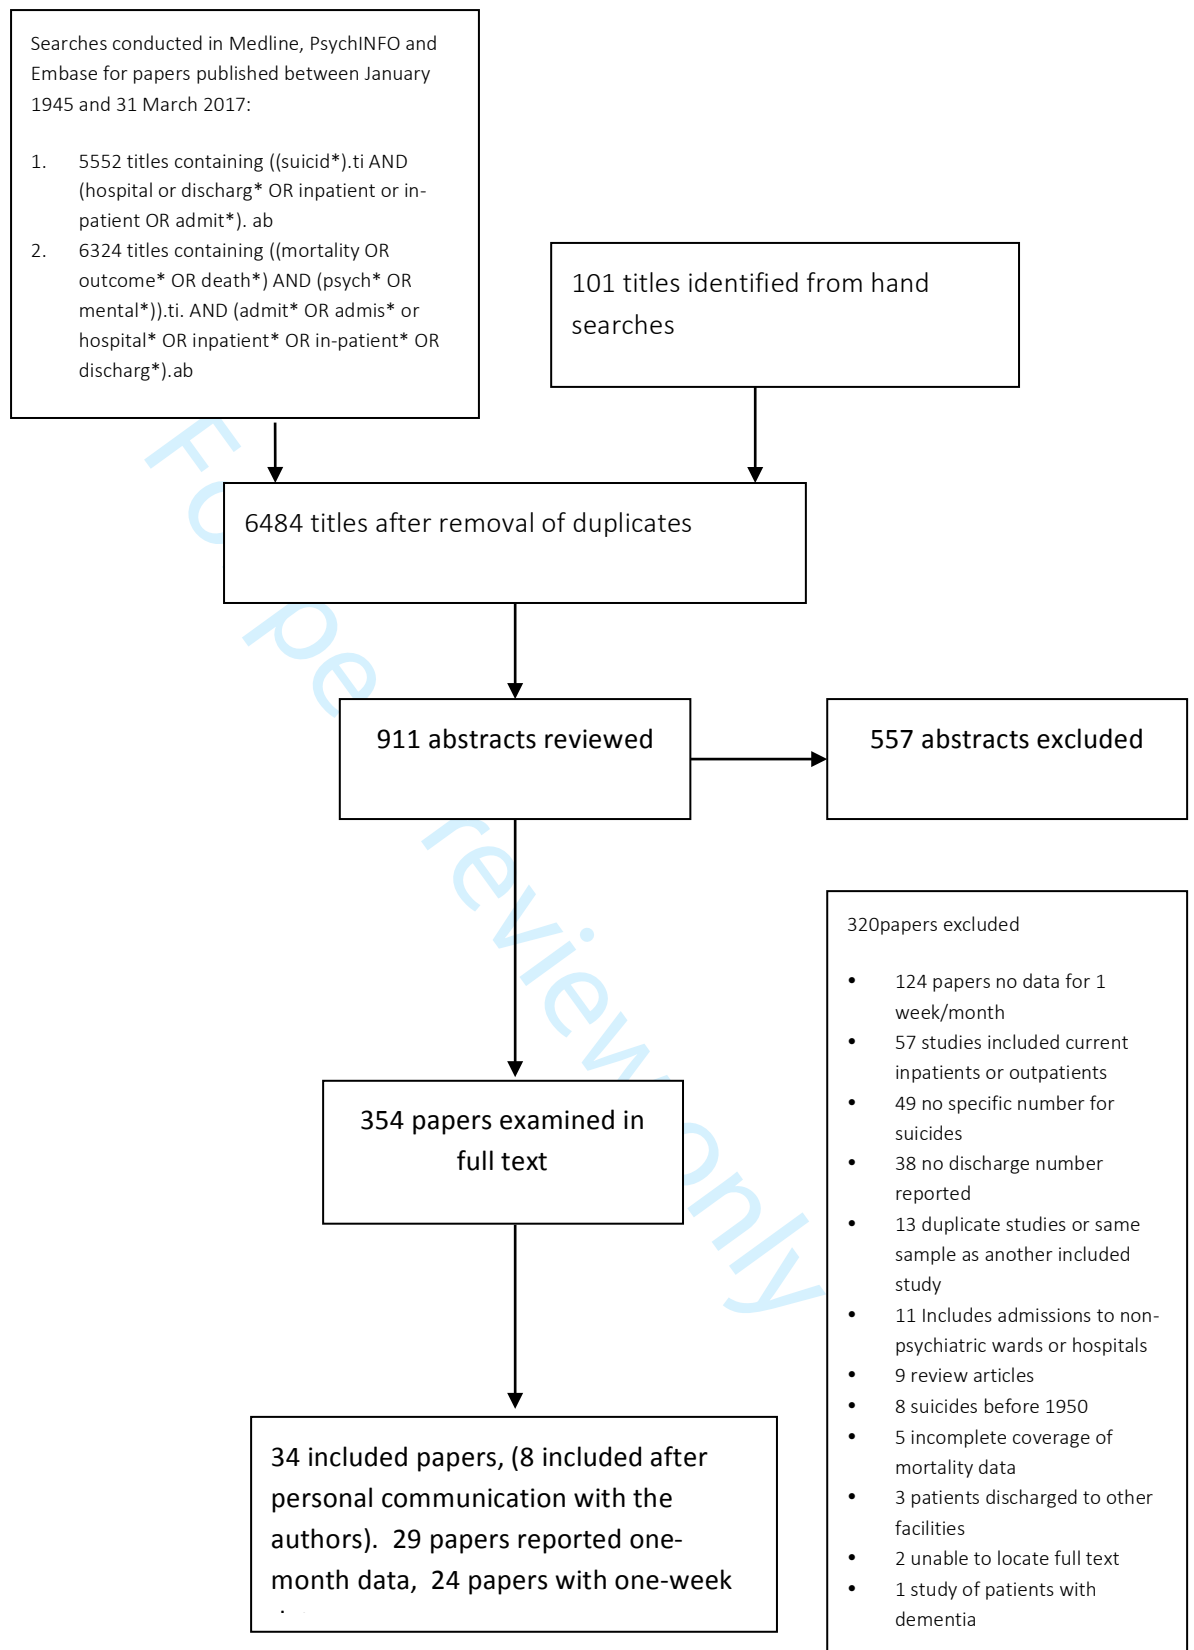 Searches conducted in Medline, PsychINFO and
Embase for papers published between January
1945 and 31 March 2017:
1. 5552 titles containing ((suicid*).ti AND
(hospital or discharg* OR inpatient or in-
patient OR admit*). ab
2. 6324 titles containing ((mortality OR
outcome* OR death*) AND (psych* OR
mental*)).ti. AND (admit* OR admis* or
hospital* OR inpatient* OR in-patient* OR
discharg*).ab
101 titles identified from hand
searches
6484 titles after removal of duplicates
911 abstracts reviewed
557 abstracts excluded
354 papers examined in
full text
320papers excluded
• 124 papers no data for 1
week/month
• 57 studies included current
inpatients or outpatients
• 49 no specific number for
suicides
• 38 no discharge number
reported
• 13 duplicate studies or same
sample as another included
study
• 11 Includes admissions to non-
psychiatric wards or hospitals
• 9 review articles
• 8 suicides before 1950
• 5 incomplete coverage of
mortality data
• 3 patients discharged to other
facilities
• 2 unable to locate full text
• 1 study of patients with
dementia
34 included papers, (8 included after
personal communication with the
authors). 29 papers reported one-
month data, 24 papers with one-week
For peer review only